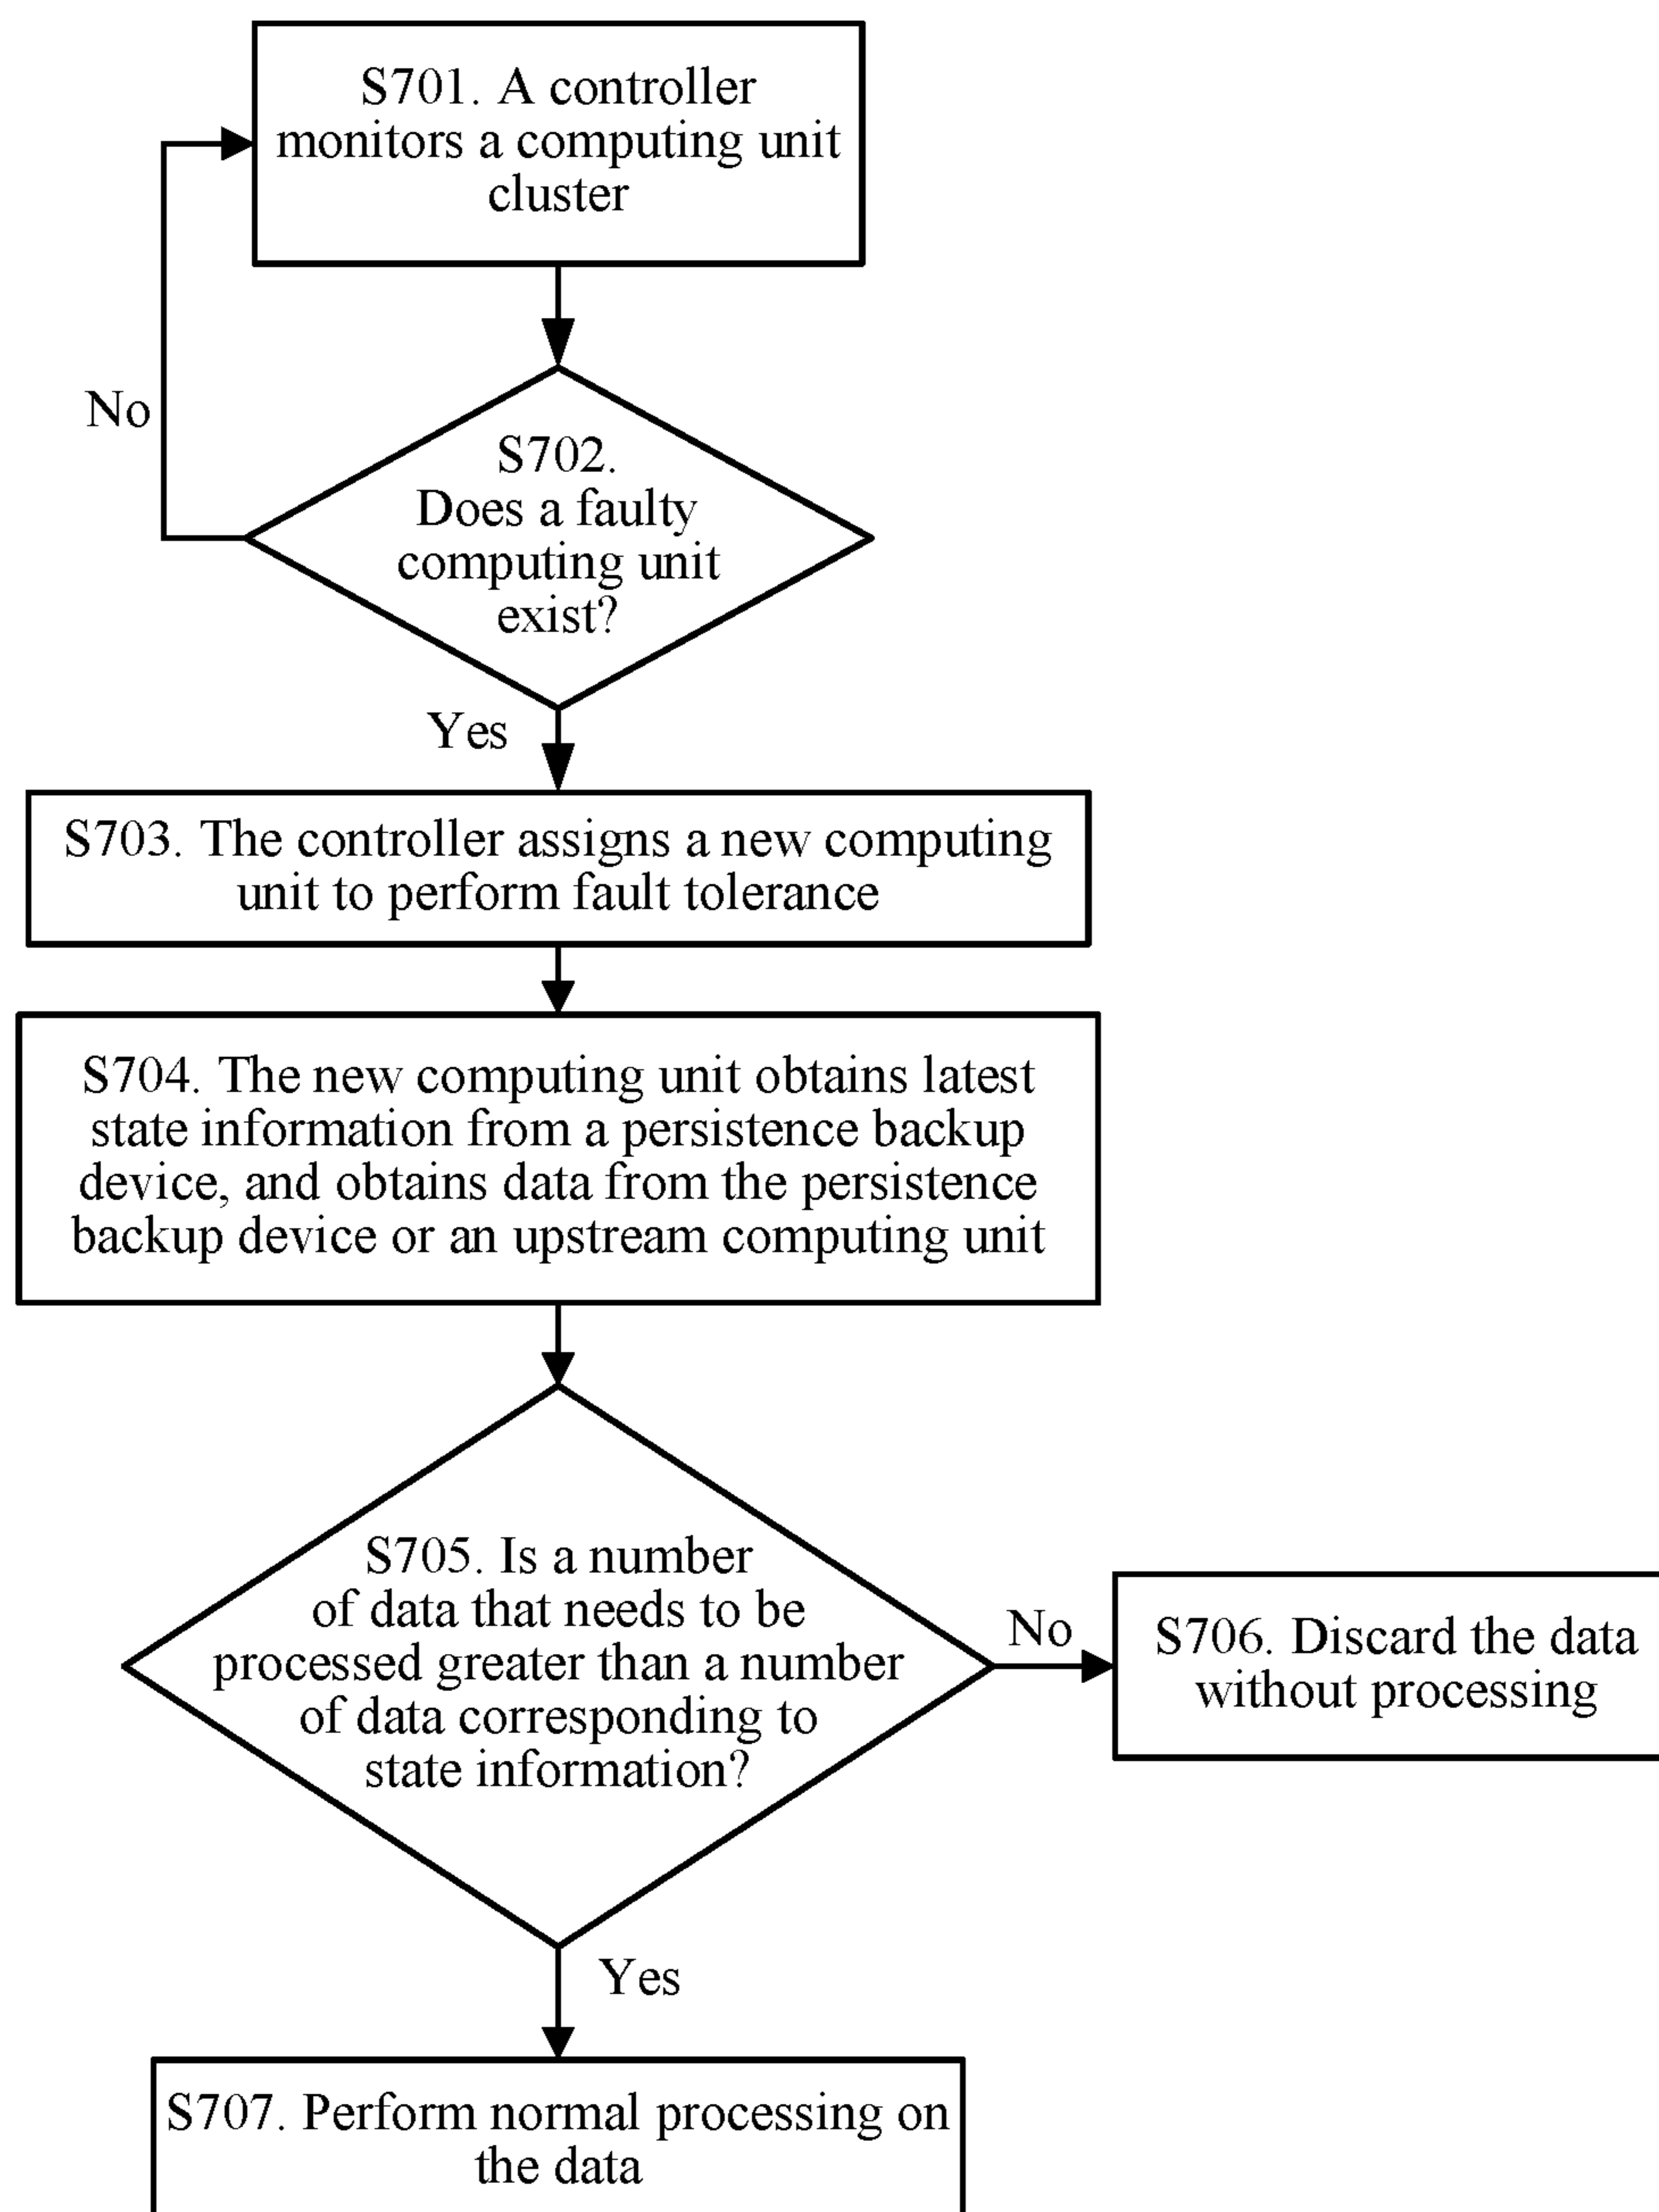 S701. A controller
monitors a computing unit
cluster
No
S702.
Does a faulty
computing unit
exist?
Yes
S703. The controller assigns a new computing
unit to perform fault tolerance
S704. The new computing unit obtains latest
state information from a persistence backup
device, and obtains data from the persistence
backup device or an upstream computing unit
S705. Is a number
of data that needs to be
processed greater than a number
of data corresponding to
state information?
No
S706. Discard the data
without processing
Yes
S707. Perform normal processing on
the data